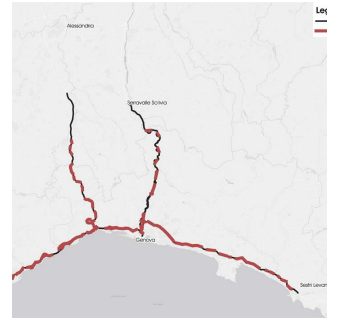 Leg
Alessandria
Serravalle Scrivia
Genova
Sestri Levan